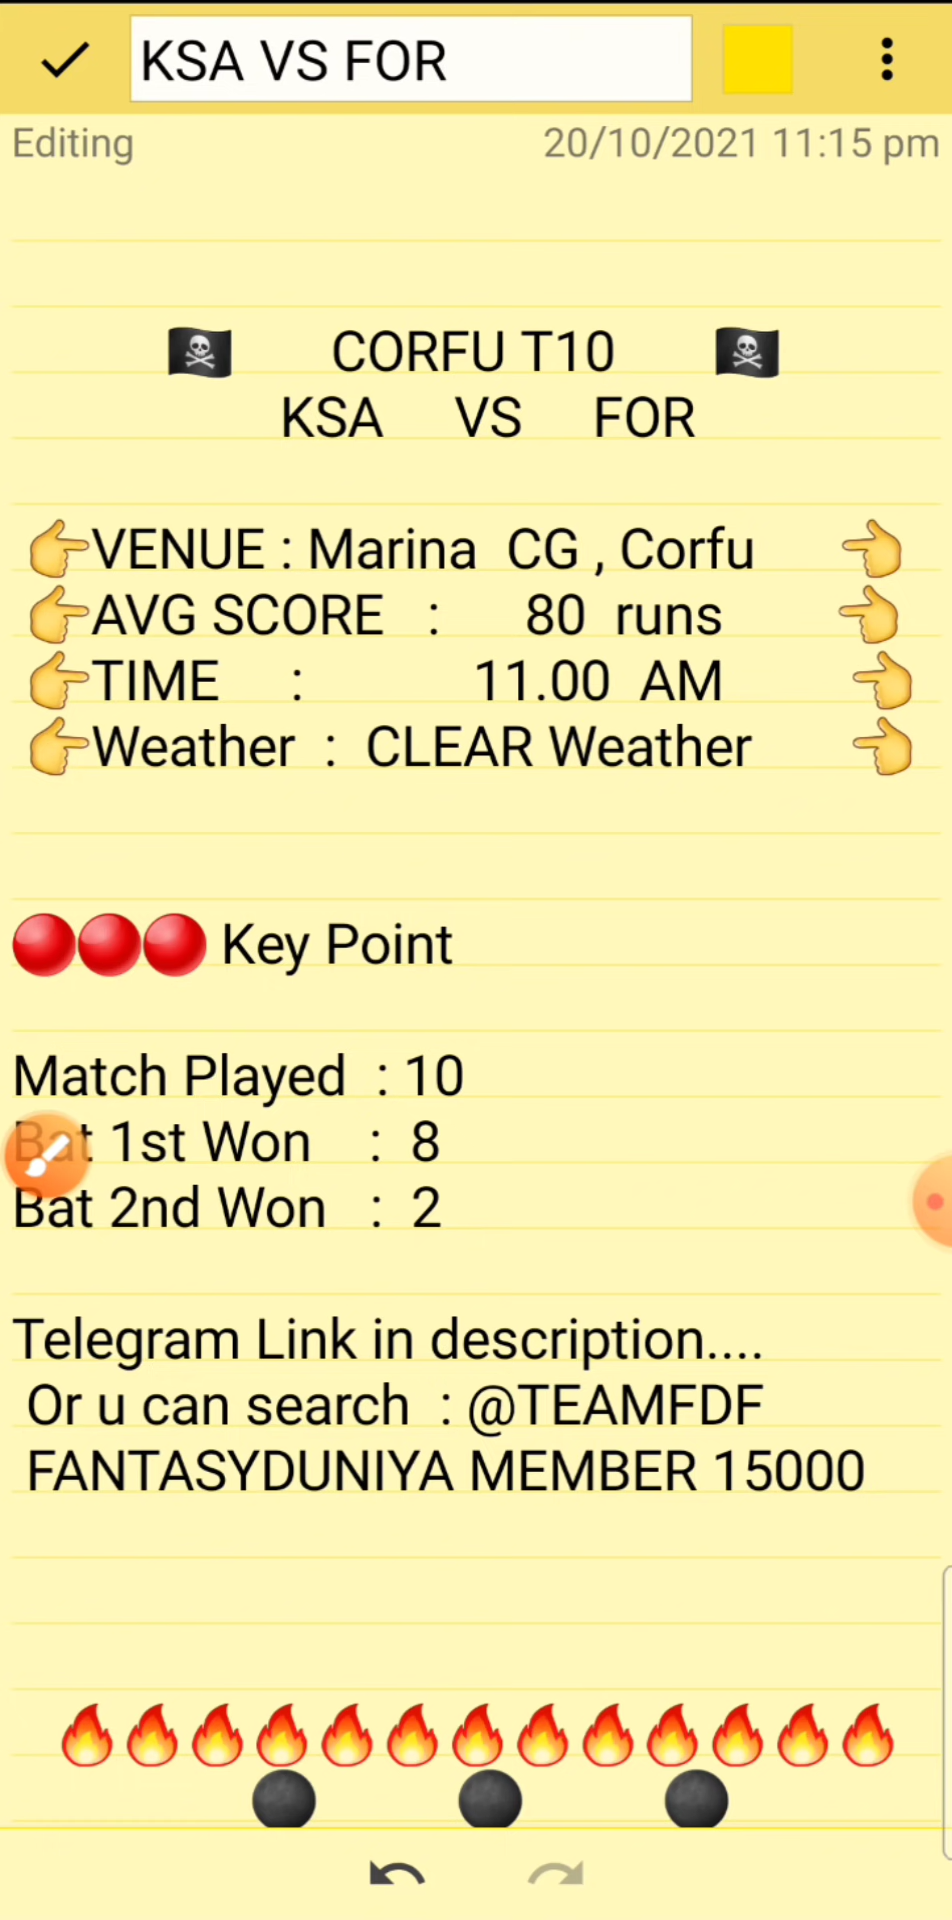 KSA VS FOR
Editing 20/10/2021 11:15 pm
CORFU T10
KSA VS FOR
VENUE : Marina CG , Corfu
AVG SCORE : 80 runs
TIME : 11.00 AM
Weather : CLEAR Weather
Key Point
Match Played : 10
Bat 1st Won : 8
Bat 2nd Won : 2
Telegram Link in description....
Or u can search : @TEAMFDF
FANTASYDUNIYA MEMBER 15000